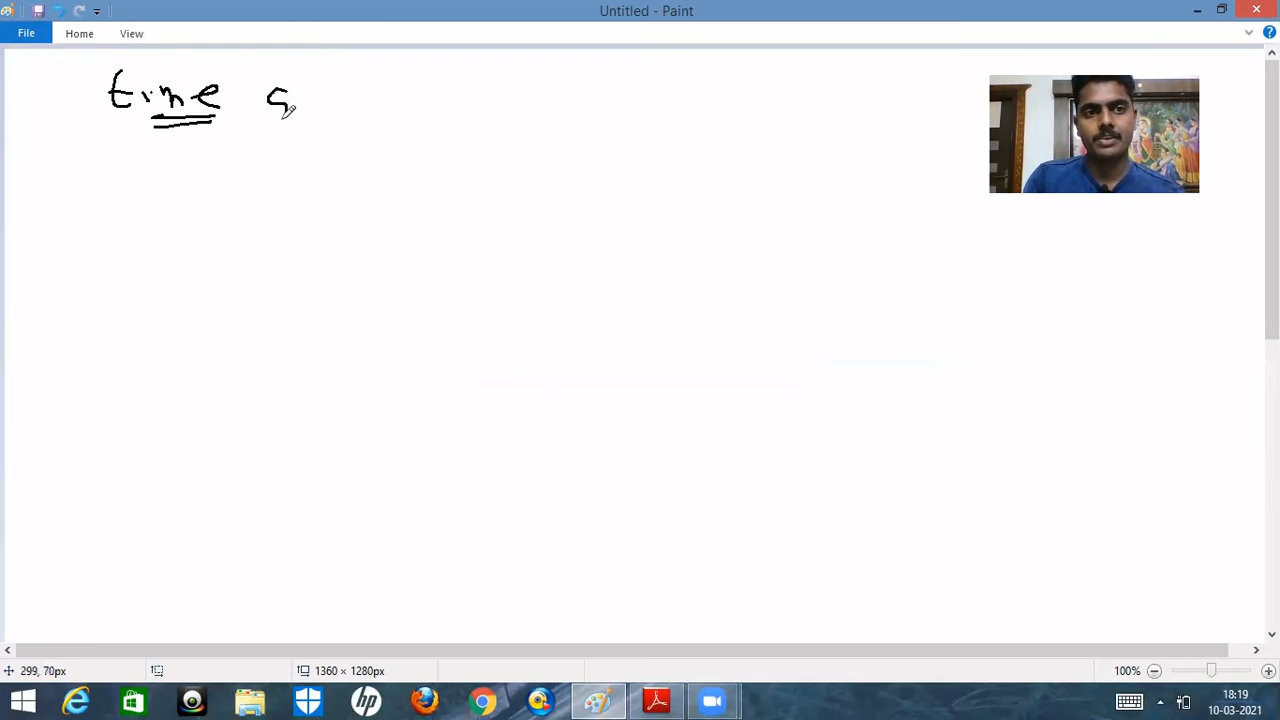 Untitled - Paint
File Home View
time s
299, 70px 1360 × 1280px 100%
18:19
10-03-2021